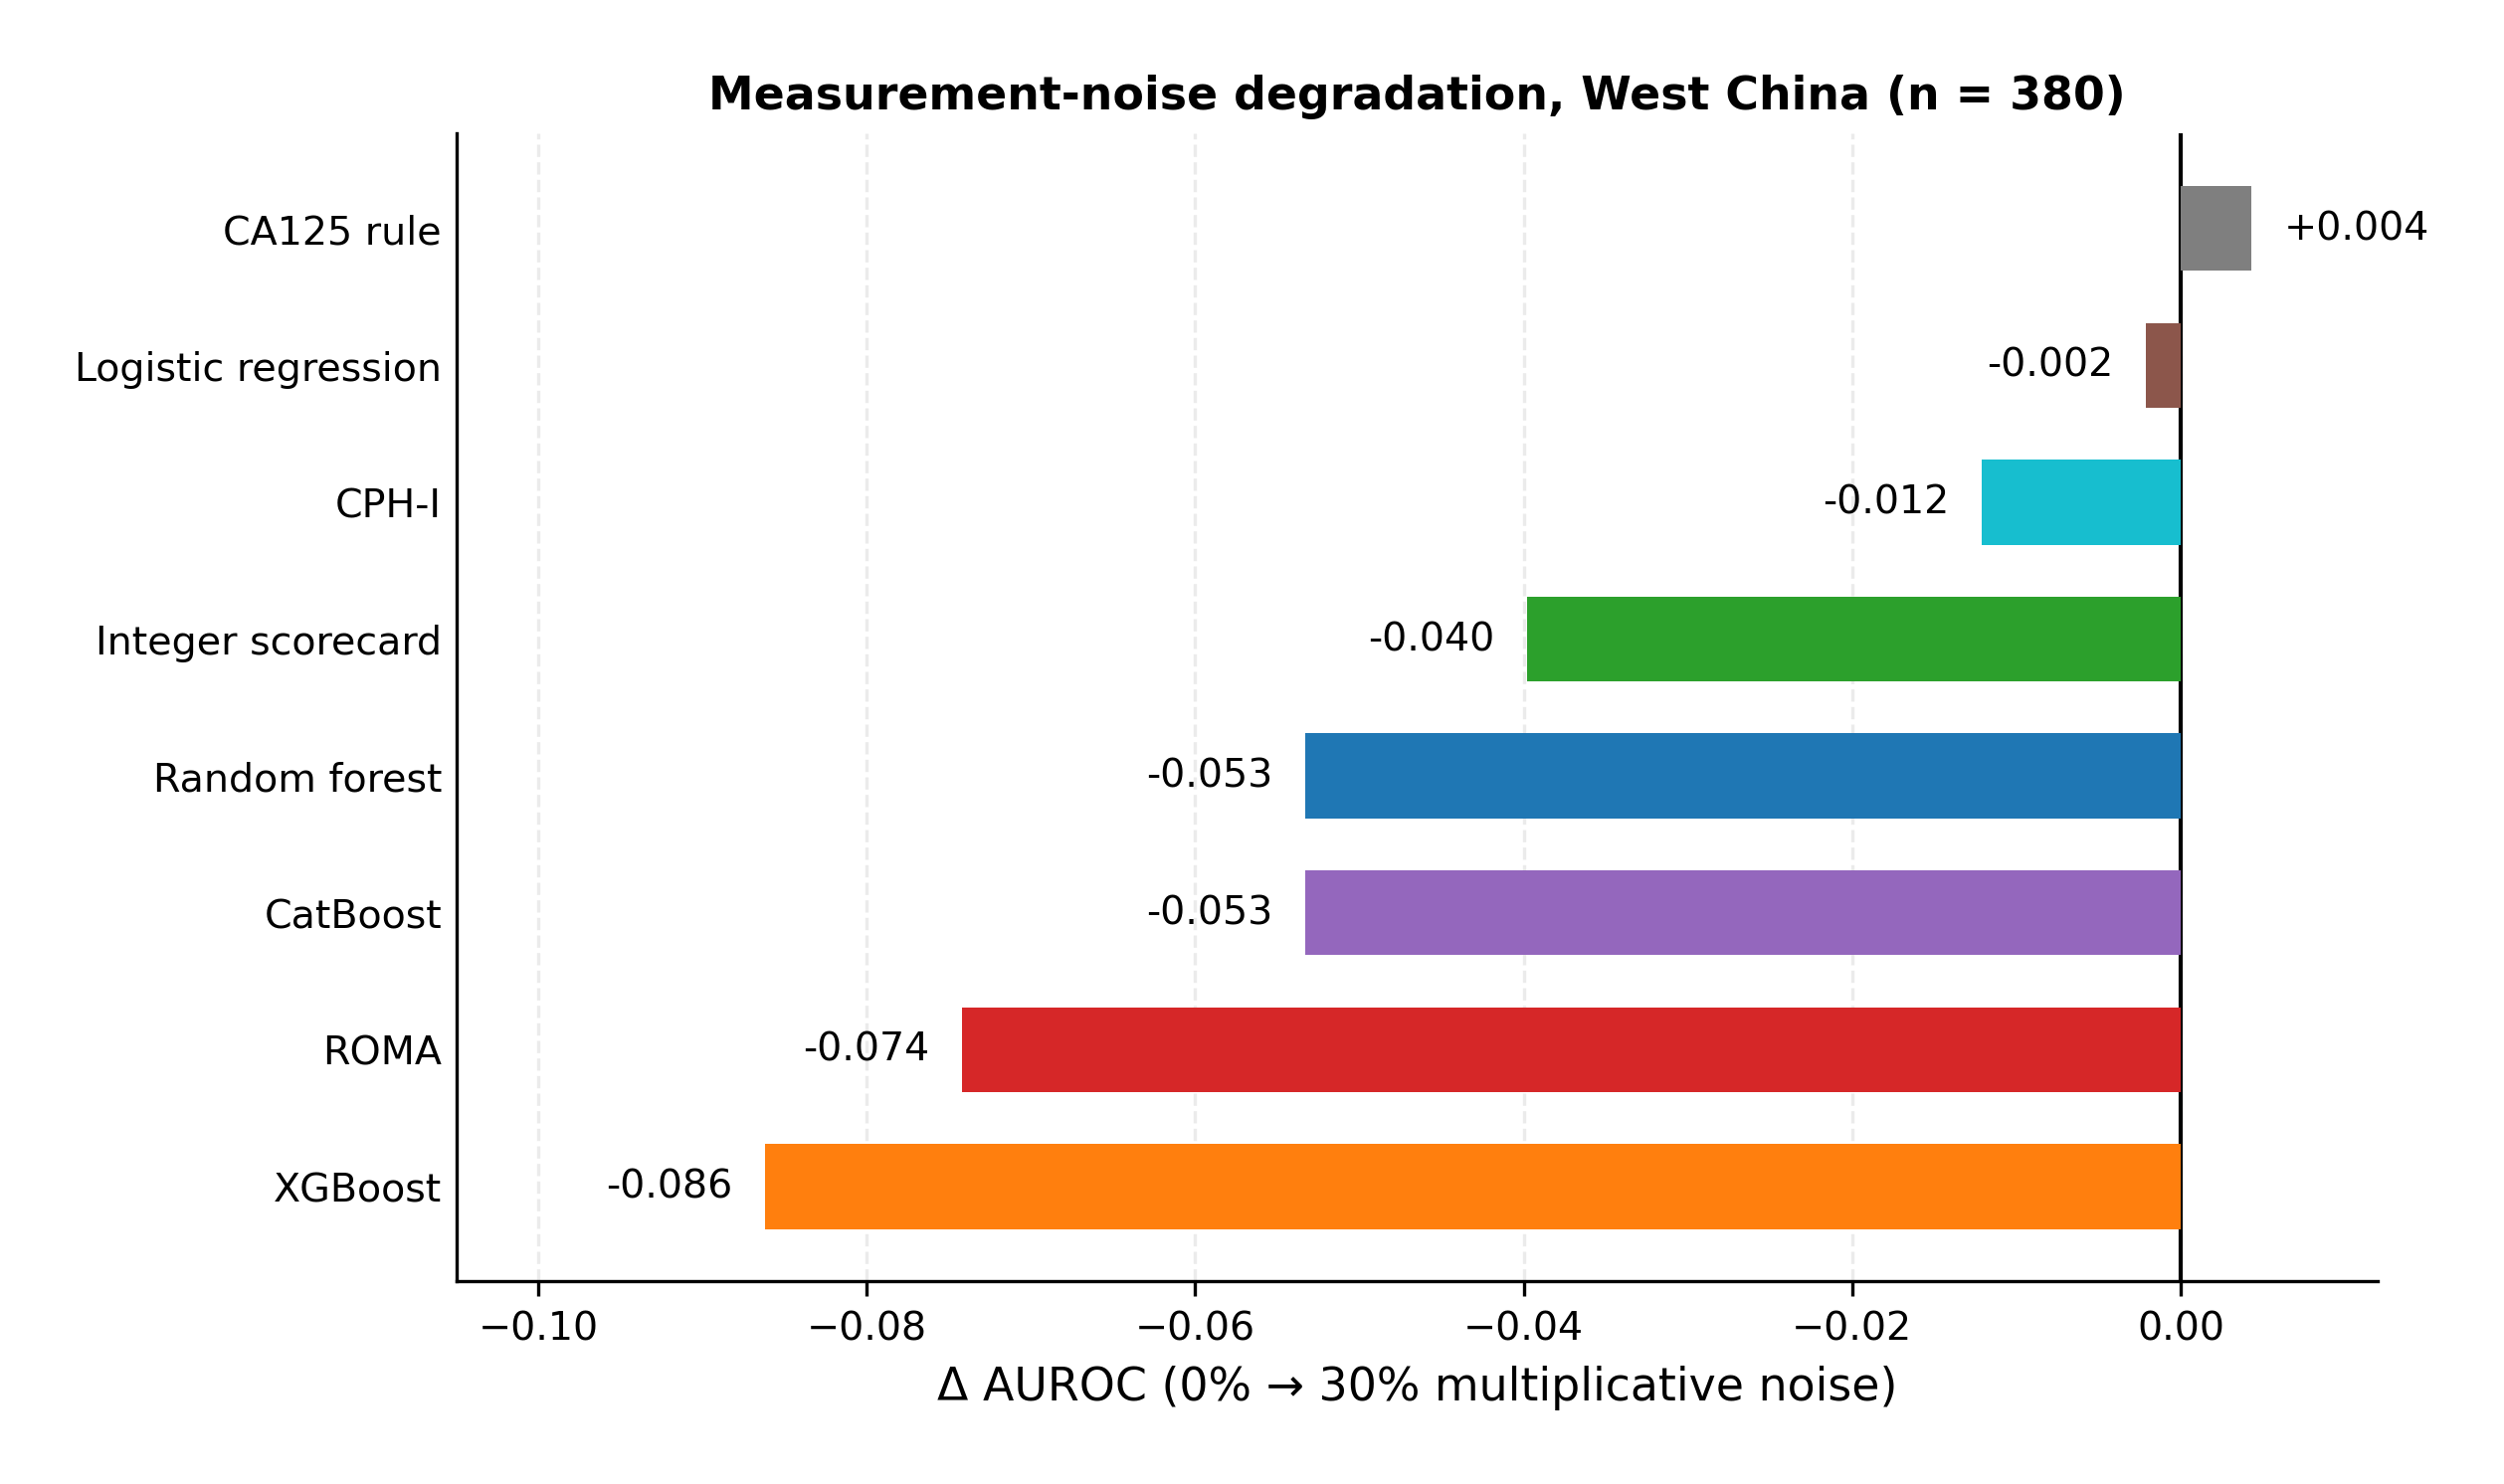 Measurement-noise degradation, West China (n = 380)
CA125 rule
+0.004
Logistic regression
-0.002
CPH-I
-0.012
Integer scorecard
-0.040
Random forest
-0.053
CatBoost
-0.053
ROMA
-0.074
XGBoost
-0.086
−0.10 −0.08 −0.06 −0.04 −0.02 0.00
Δ AUROC (0% → 30% multiplicative noise)